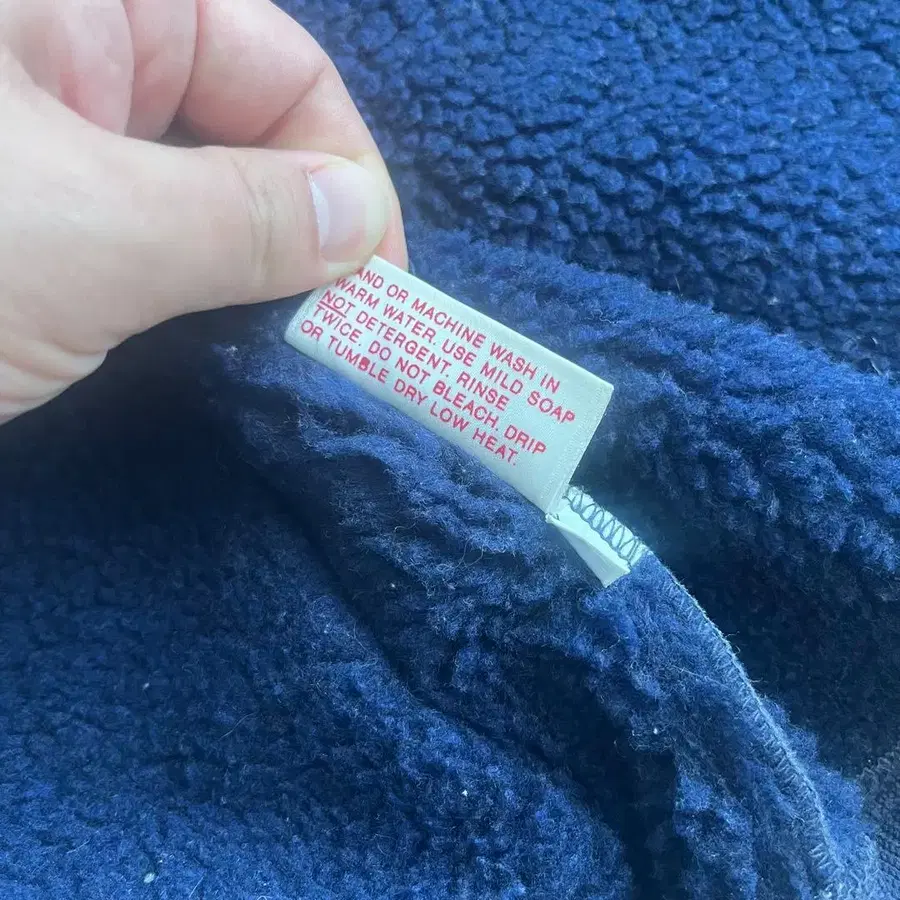 AND OR MACHINE WASH IN
WARM WATER. USE MILD SOAP
NOT DETERGENT. RINSE
TWICE. DO NOT BLEACH. DRIP
OR TUMBLE DRY LOW HEAT.